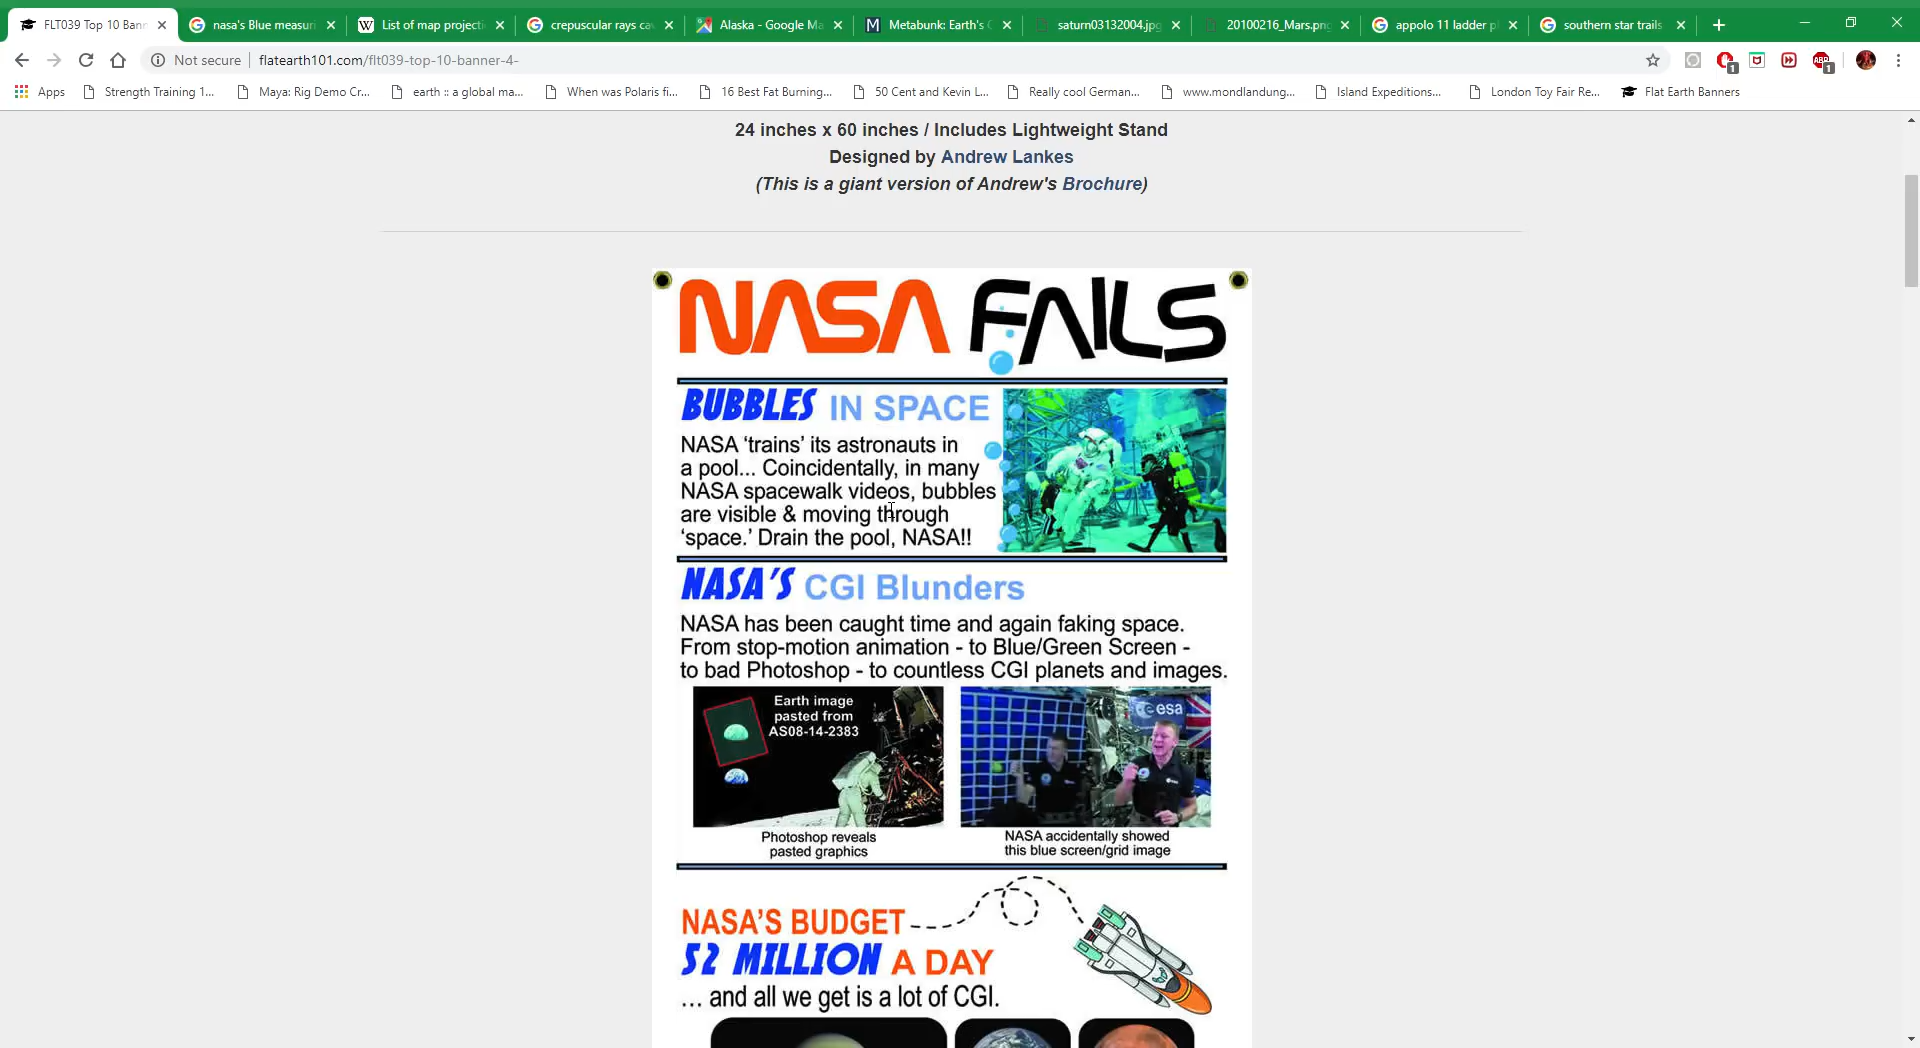 FLT039 Top 10 Bann
nasa's Blue measuri
List of map projecti
crepuscular rays ca
Alaska - Google Ma
Metabunk: Earth's C
saturn03132004.jpg
20100216_Mars.png
appolo 11 ladder p
southern star trails
Not secure
flatearth101.com/flt039-top-10-banner-4-
1
1
Apps
Strength Training 1...
Maya: Rig Demo Cr...
earth :: a global ma...
When was Polaris fi...
16 Best Fat Burning...
50 Cent and Kevin L...
Really cool German...
www.mondlandung...
Island Expeditions...
London Toy Fair Re...
Flat Earth Banners
24 inches x 60 inches / Includes Lightweight Stand
Designed by Andrew Lankes
(This is a giant version of Andrew's Brochure)
NASA FAILS
BUBBLES IN SPACE
NASA ‘trains’ its astronauts in
a pool... Coincidentally, in many
NASA spacewalk videos, bubbles
are visible & moving through
‘space.’ Drain the pool, NASA!!
NASA'S CGI Blunders
NASA has been caught time and again faking space.
From stop-motion animation - to Blue/Green Screen -
to bad Photoshop - to countless CGI planets and images.
Earth image
pasted from
AS08-14-2383
esa
Photoshop reveals
pasted graphics
NASA accidentally showed
this blue screen/grid image
NASA'S BUDGET
52 MILLION A DAY
... and all we get is a lot of CGI.